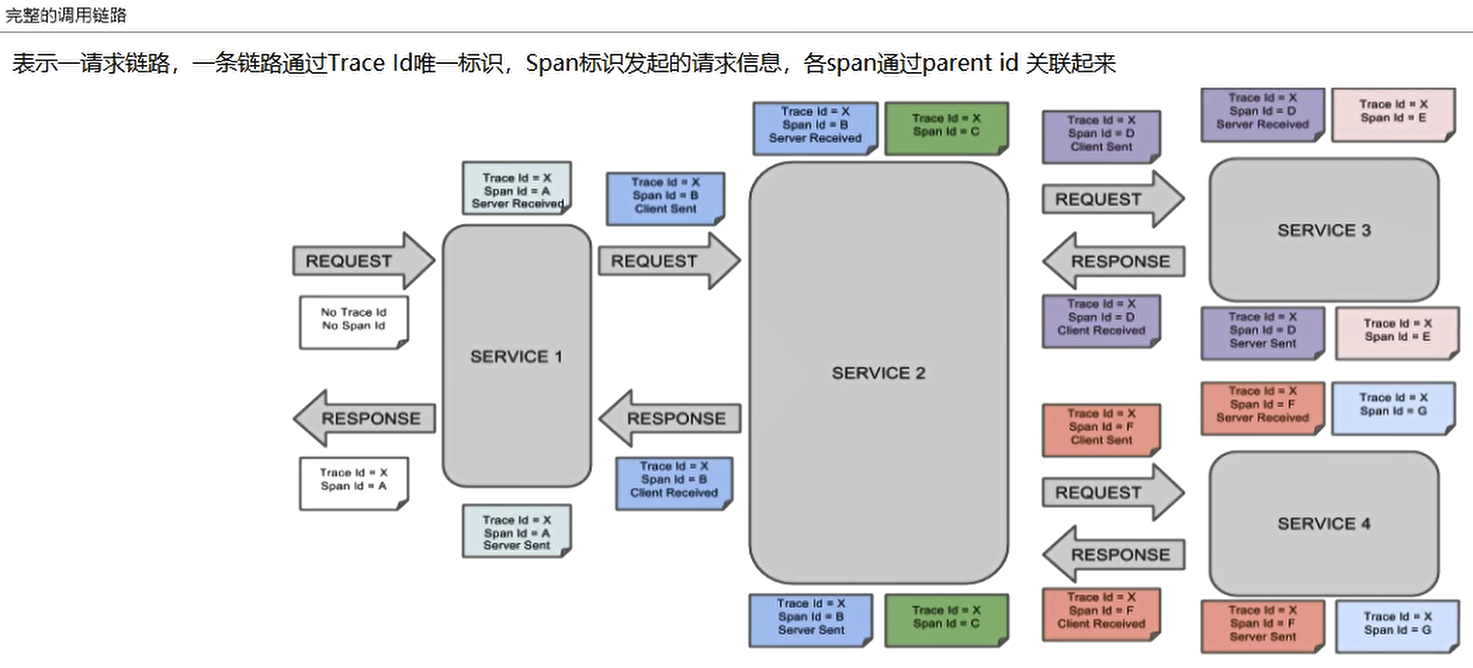 完整的调用链路
表示一请求链路，一条链路通过Trace Id唯一标识，Span标识发起的请求信息，各span通过parent id 关联起来
No Trace Id
No Span Id
REQUEST
RESPONSE
Trace Id = X
Span Id = A
Trace Id = X
Span Id = A
Server Received
SERVICE 1
Trace Id = X
Span Id = A
Server Sent
Trace Id = X
Span Id = B
Client Sent
REQUEST
RESPONSE
Trace Id = X
Span Id = B
Client Received
Trace Id = X
Span Id = B
Server Received
Trace Id = X
Span Id = C
SERVICE 2
Trace Id = X
Span Id = B
Server Sent
Trace Id = X
Span Id = C
Trace Id = X
Span Id = D
Client Sent
REQUEST
RESPONSE
Trace Id = X
Span Id = D
Client Received
Trace Id = X
Span Id = D
Server Received
Trace Id = X
Span Id = E
SERVICE 3
Trace Id = X
Span Id = D
Server Sent
Trace Id = X
Span Id = E
Trace Id = X
Span Id = F
Client Sent
REQUEST
RESPONSE
Trace Id = X
Span Id = F
Client Received
Trace Id = X
Span Id = F
Server Received
Trace Id = X
Span Id = G
SERVICE 4
Trace Id = X
Span Id = F
Server Sent
Trace Id = X
Span Id = G